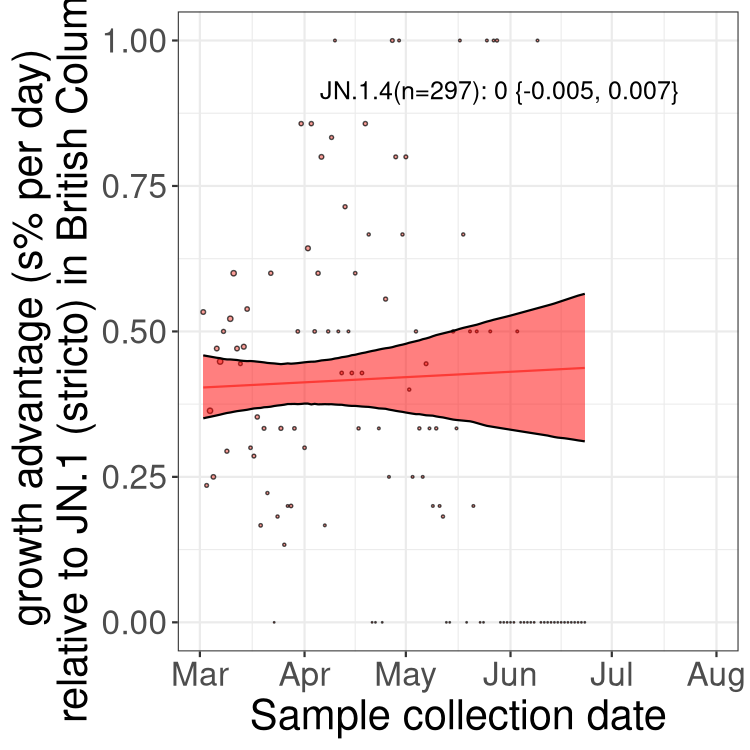 growth advantage (s% per day)
relative to JN.1 (stricto) in British Colum
1.00
0.75
0.50
0.25
0.00
JN.1.4(n=297): 0 {-0.005, 0.007}
Mar Apr May Jun Jul Aug
Sample collection date